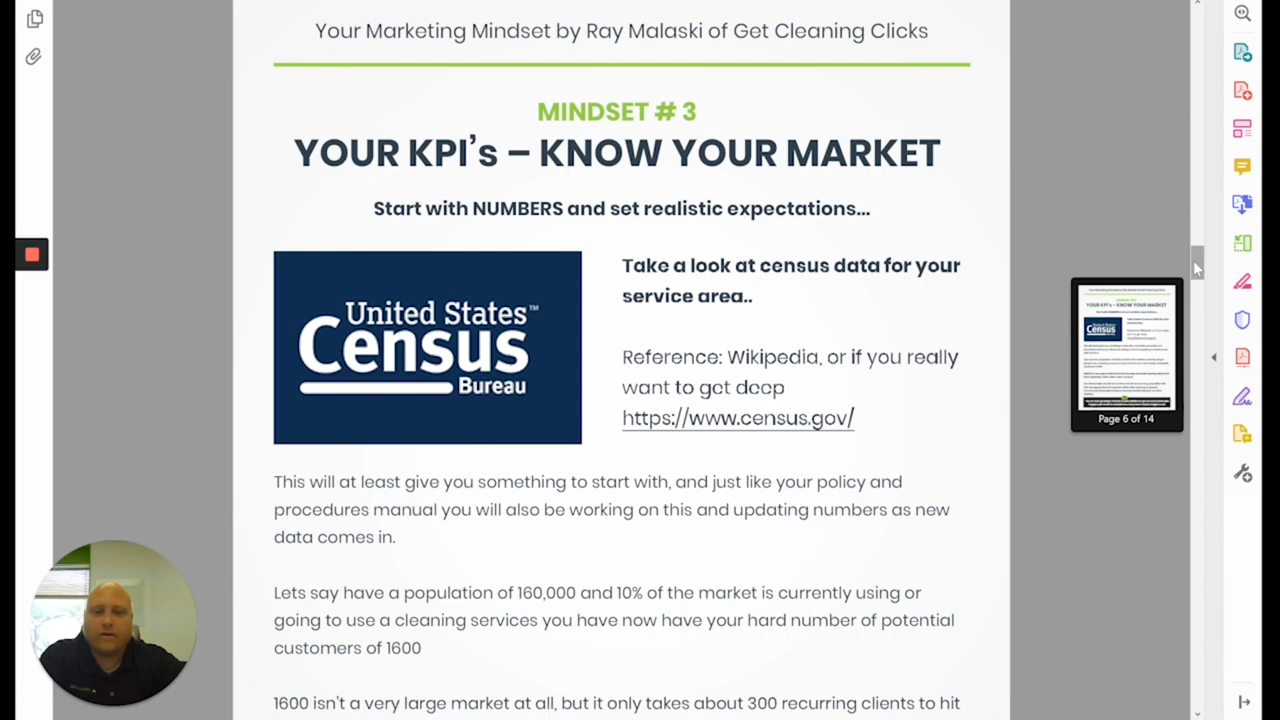 Your Marketing Mindset by Ray Malaski of Get Cleaning Clicks
MINDSET # 3
YOUR KPI's – KNOW YOUR MARKET
Start with NUMBERS and set realistic expectations...
United States™
Census
Bureau
Take a look at census data for your
service area..
Reference: Wikipedia, or if you really
want to get deep
https://www.census.gov/
This will at least give you something to start with, and just like your policy and
procedures manual you will also be working on this and updating numbers as new
data comes in.
Lets say have a population of 160,000 and 10% of the market is currently using or
going to use a cleaning services you have now have your hard number of potential
customers of 1600
1600 isn't a very large market at all, but it only takes about 300 recurring clients to hit
Page 6 of 14